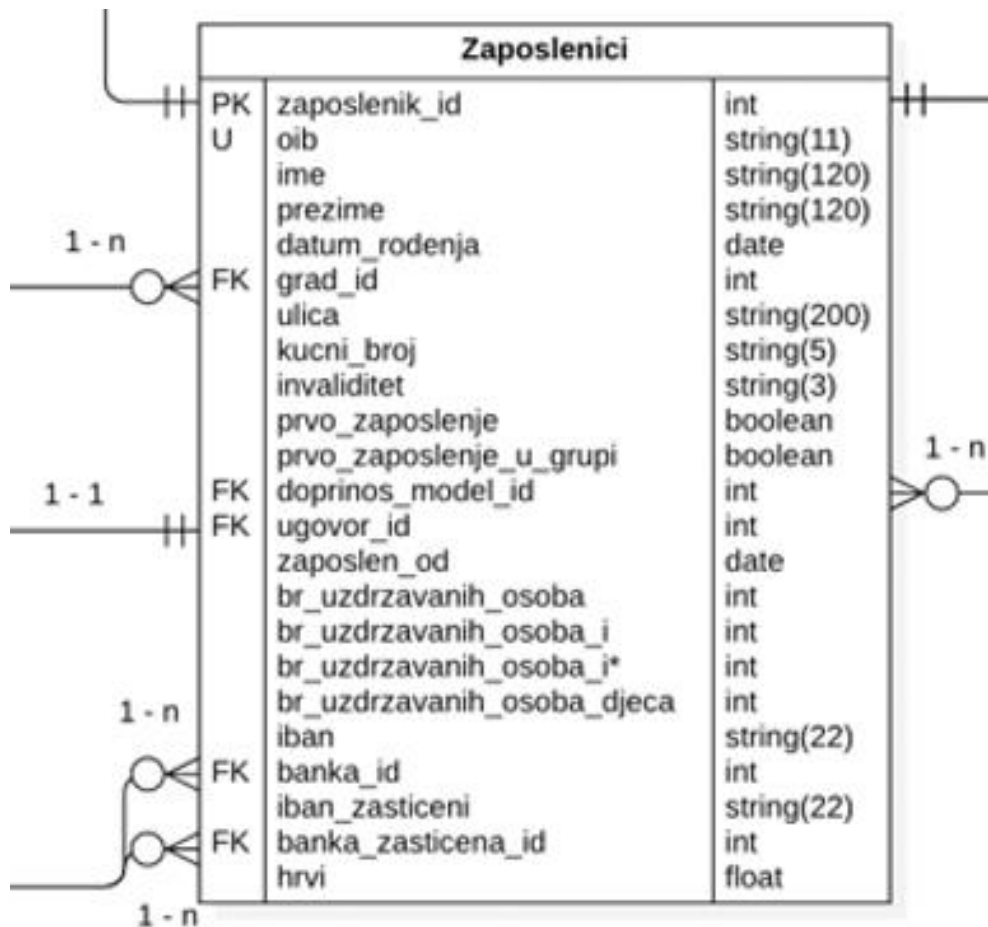 Zaposlenici
PK zaposlenik_id int
U oib string(11)
ime string(120)
prezime string(120)
1 - n
datum_rodenja date
FK grad_id int
ulica string(200)
kucni_broj string(5)
invaliditet string(3)
prvo_zaposlenje boolean
prvo_zaposlenje_u_grupi boolean
1 - n
1 - 1
FK doprinos_model_id int
FK ugovor_id int
zaposlen_od date
br_uzdrzavanih_osoba int
br_uzdrzavanih_osoba_i int
br_uzdrzavanih_osoba_i* int
br_uzdrzavanih_osoba_djeca int
1 - n
iban string(22)
FK banka_id int
iban_zasticeni string(22)
FK banka_zasticena_id int
hrvi float
1 - n